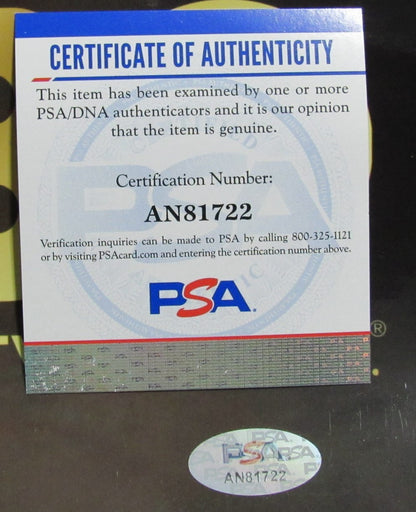 CERTIFICATE OF AUTHENTICITY
This item has been examined by one or more
PSA/DNA authenticators and it is our opinion
that the item is genuine.
Certification Number:
AN81722
Verification inquiries can be made to PSA by calling 800-325-1121
or by visiting PSAcard.com and entering the certification number above.
PSA®
®
PSA
AN81722